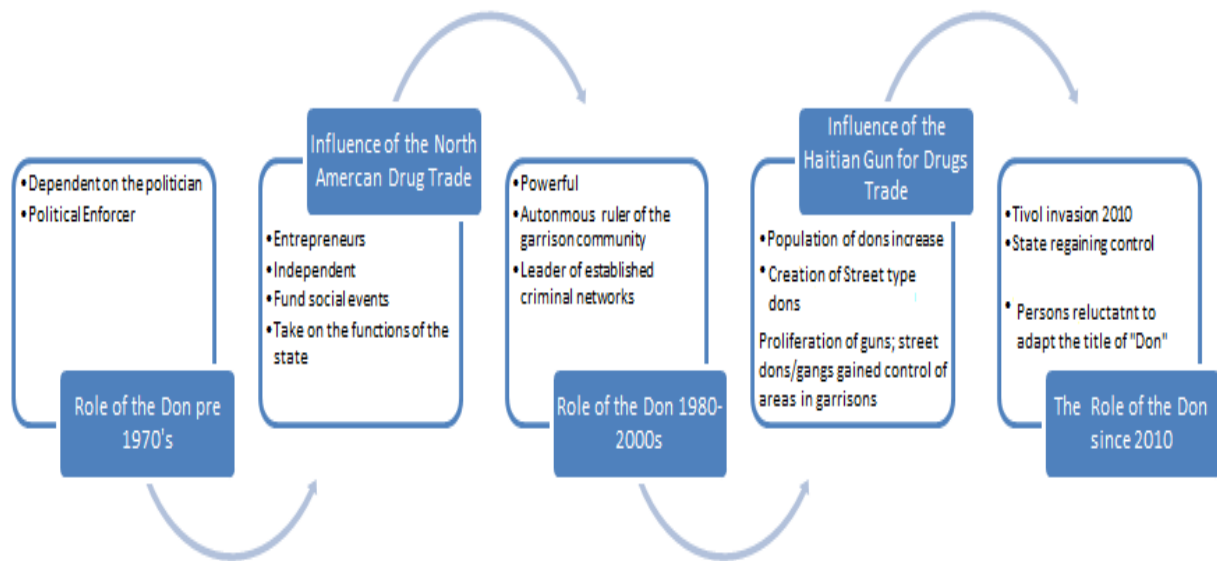 • Dependent on the politician
• Political Enforcer
Role of the Don pre
1970's
Influence of the North
Amercan Drug Trade
• Entrepreneurs
• Independent
• Fund social events
• Take on the functions of the
state
• Powerful
• Autonmous ruler of the
garrison community
• Leader of established
criminal networks
Role of the Don 1980-
2000s
Influence of the
Haitian Gun for Drugs
Trade
• Population of dons increase
• Creation of Street type
dons
Proliferation of guns; street
dons/gangs gained control of
areas in garrisons
• Tivol invasion 2010
• State regaining control
• Persons reluctatnt to
adapt the title of "Don"
The Role of the Don
since 2010